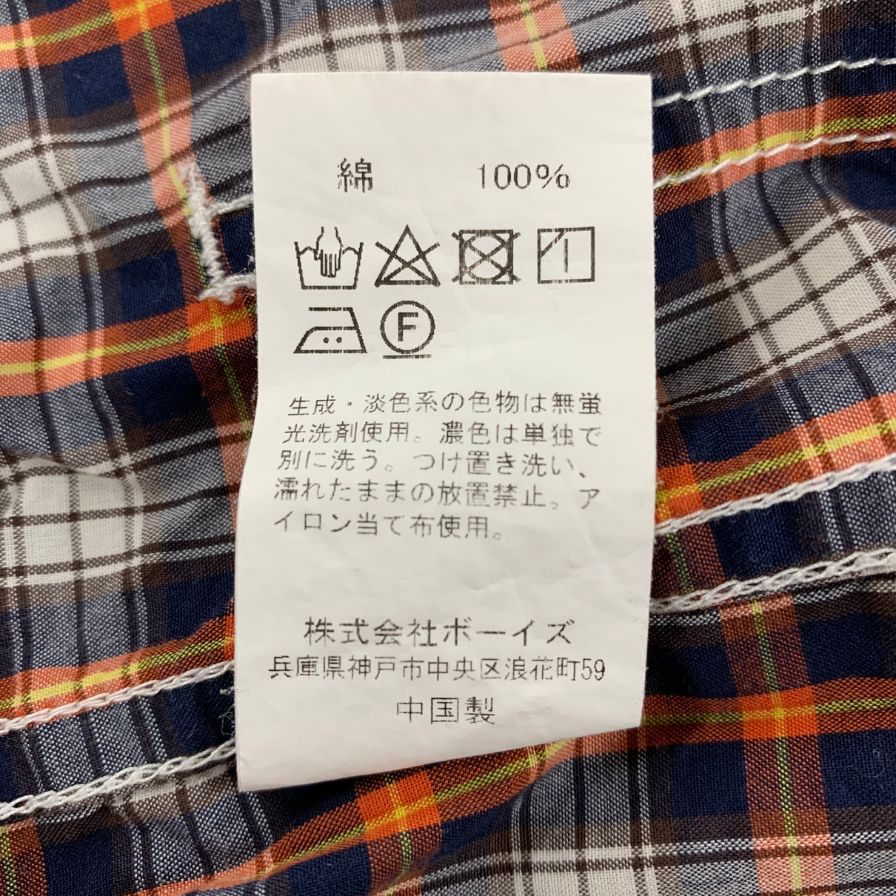 綿 100%
F
生成・淡色系の色物は無蛍
光洗剤使用。濃色は単独で
別に洗う。つけ置き洗い、
濡れたままの放置禁止。ア
イロン当て布使用。
株式会社ボーイズ
兵庫県神戸市中央区浪花町59
中国製